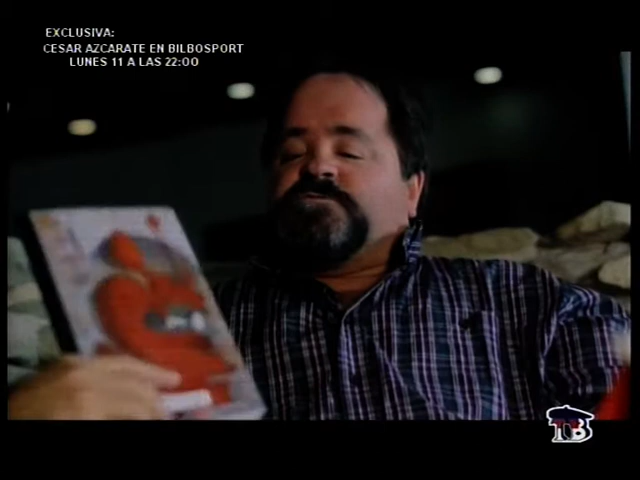 EXCLUSIVA:
CESAR AZCARATE EN BILBOSPORT
LUNES 11 A LAS 22:00